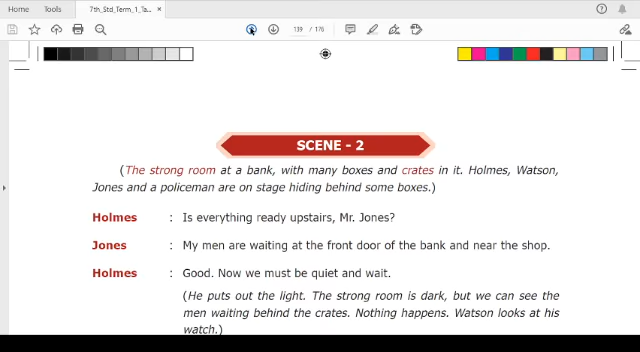 Home Tools 7th_Std_Term_1_Ta... ×
139 / 176
SCENE - 2
(The strong room at a bank, with many boxes and crates in it. Holmes, Watson,
Jones and a policeman are on stage hiding behind some boxes.)
Holmes : Is everything ready upstairs, Mr. Jones?
Jones : My men are waiting at the front door of the bank and near the shop.
Holmes : Good. Now we must be quiet and wait.
(He puts out the light. The strong room is dark, but we can see the
men waiting behind the crates. Nothing happens. Watson looks at his
watch.)